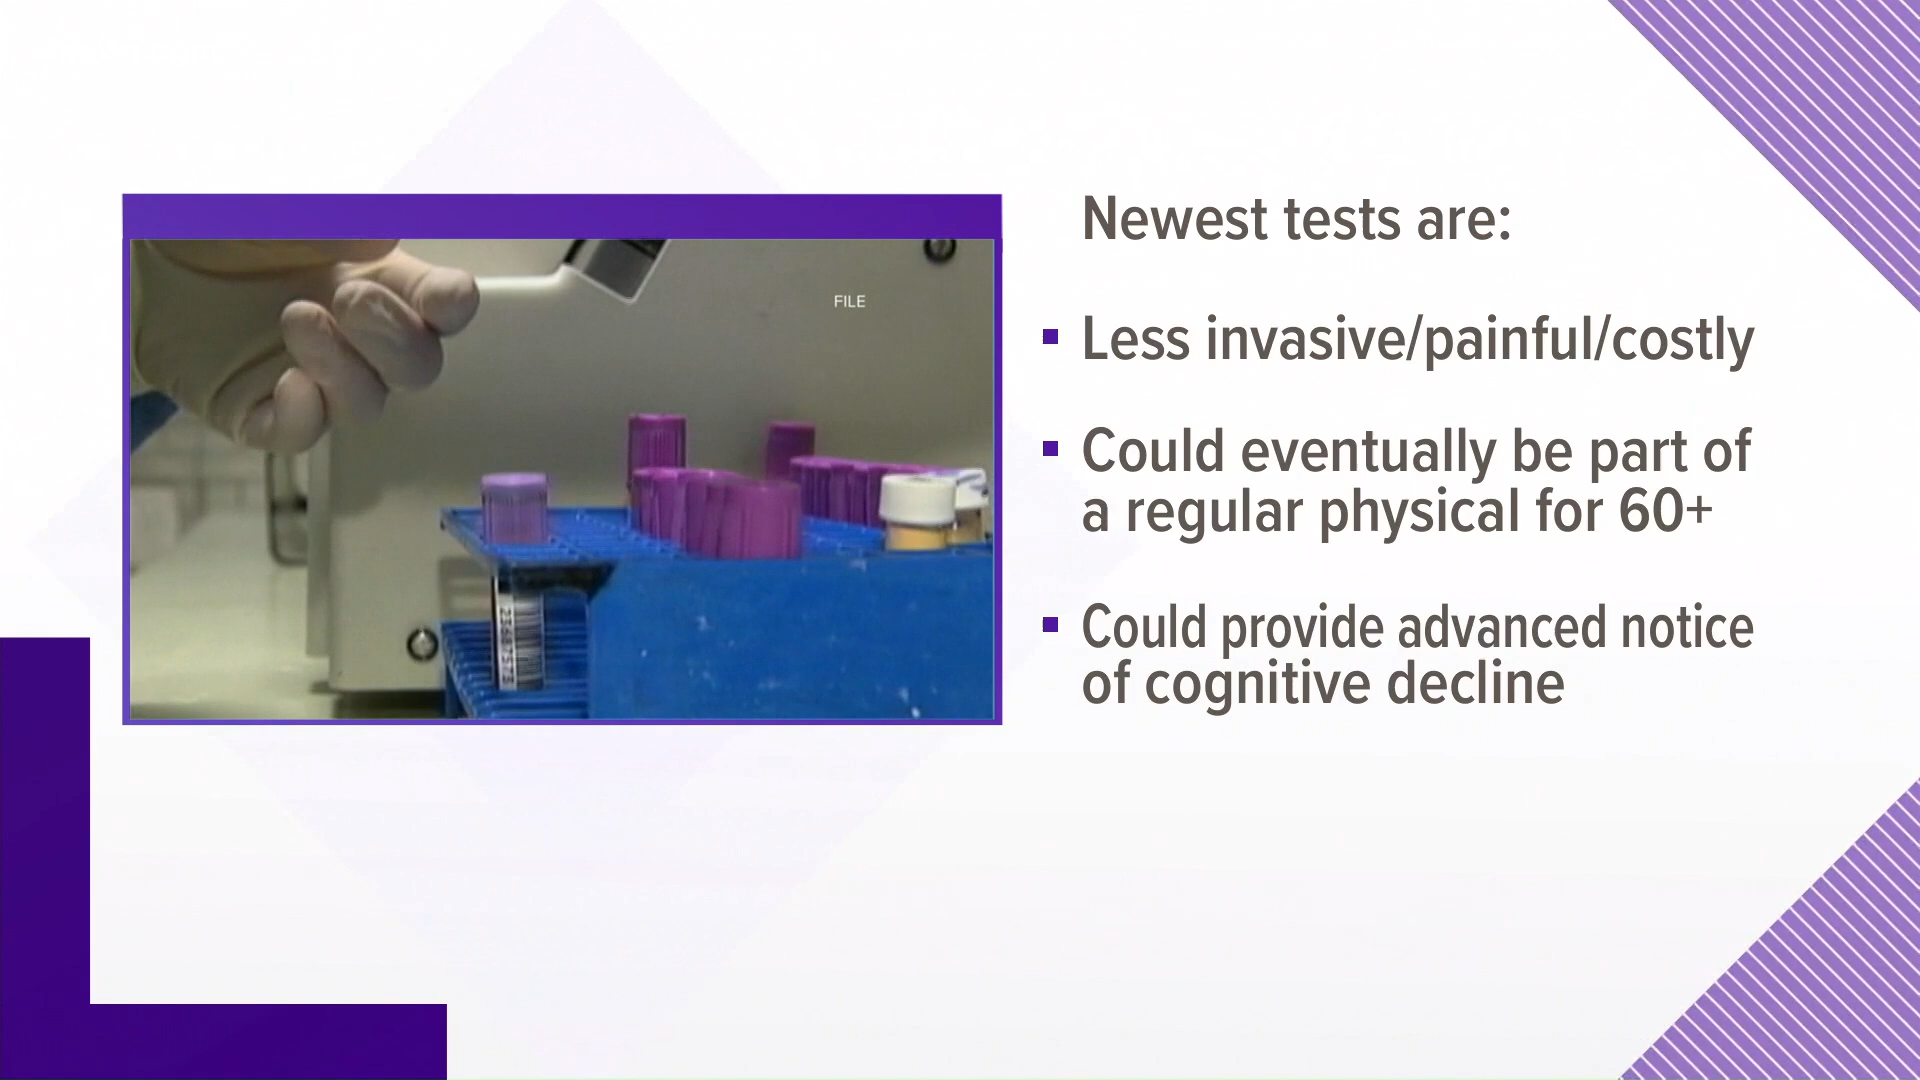 FILE
Newest tests are:
Less invasive/painful/costly
Could eventually be part of
a regular physical for 60+
Could provide advanced notice
of cognitive decline